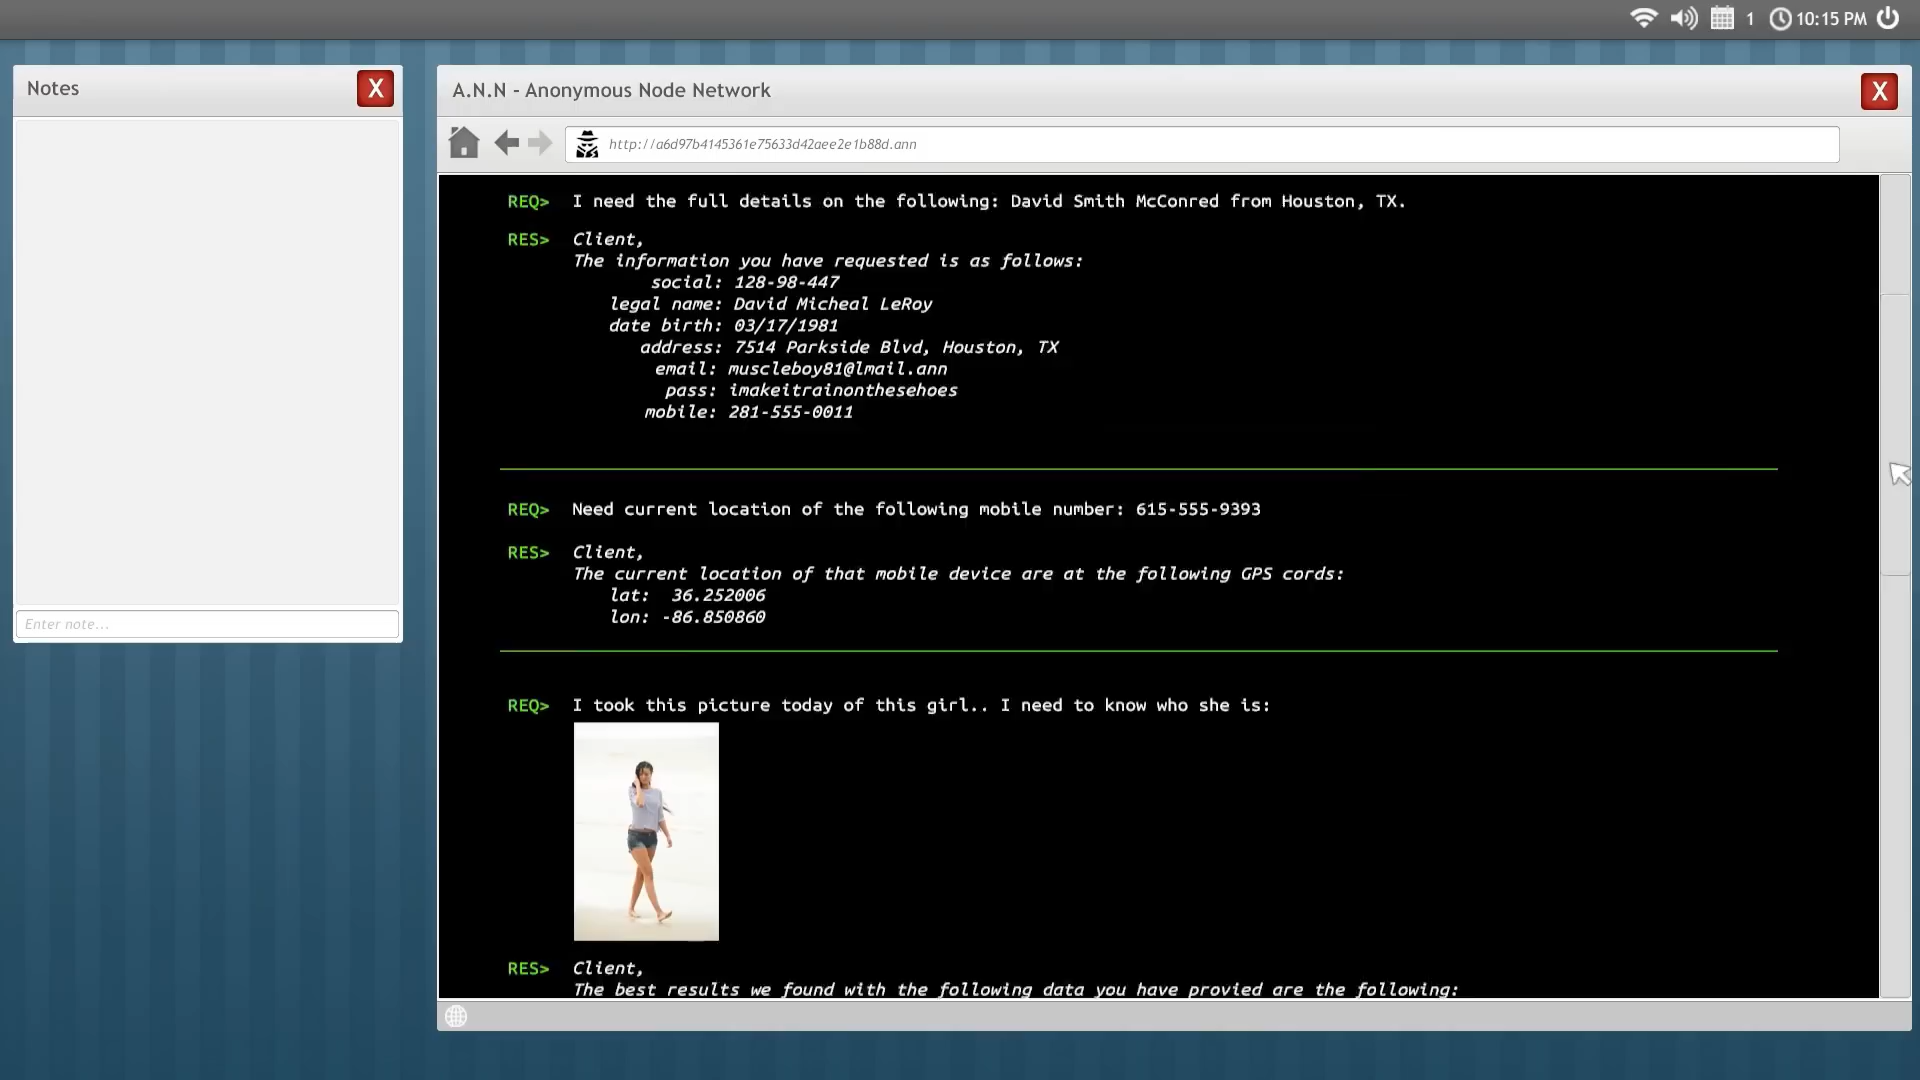 1 10:15 PM
Notes X
A.N.N - Anonymous Node Network X
http://a6d97b4145361e75633d42aee2e1b88d.ann
REQ> I need the full details on the following: David Smith McConred from Houston, TX.
RES> Client,
The information you have requested is as follows:
social: 128-98-447
legal name: David Micheal LeRoy
date birth: 03/17/1981
address: 7514 Parkside Blvd, Houston, TX
email: muscleboy81@lmail.ann
pass: imakeitrainonthesehoes
mobile: 281-555-0011
REQ> Need current location of the following mobile number: 615-555-9393
RES> Client,
The current location of that mobile device are at the following GPS cords:
lat: 36.252006
lon: -86.850860
Enter note...
REQ> I took this picture today of this girl.. I need to know who she is:
RES> Client,
The best results we found with the following data you have provied are the following: